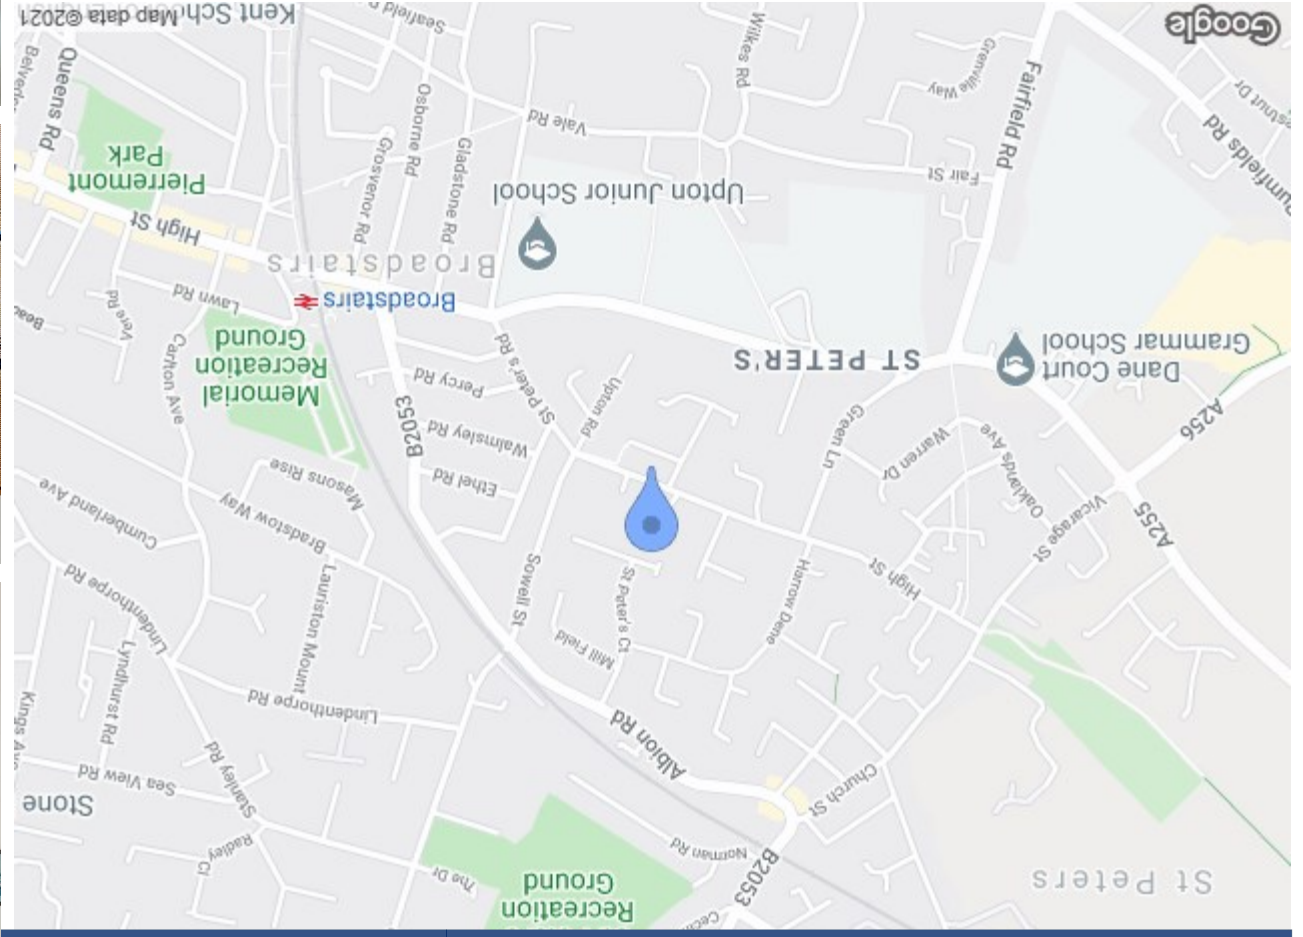 St Peters
Recreation
Ground
B2053
Norman Rd
The Dr
Radley Cl
Church St
Stone
Sea View Rd
Stanley Rd
Albion Rd
Lindenthorpe Rd
Lyndhurst Rd
Mill Field
St Peter's Ct
Harrow Dene
High St
Sowell St
Lauriston Mount
Lindenthorpe Rd
Vicarage St
A255
Oaklands Ave
Warren Dr
Green Ln
Bradstow Way
Cumberland Ave
Masons Rise
Ethel Rd
Walmsley Rd
B2053
Upton Rd
St Peter's Rd
Percy Rd
A256
Memorial
Recreation
Ground
Carlton Ave
Dane Court
Grammar School
ST PETER'S
Vere Rd
Lawn Rd
Broadstairs
Broadstairs
High St
Upton Junior School
Pierremont
Park
Fair St
Gladstone Rd
Osborne Rd
Grosvenor Rd
Vale Rd
Fairfield Rd
Grenville Way
Wilkes Rd
Queens Rd
Seafield Rd
Google
Map data ©2021